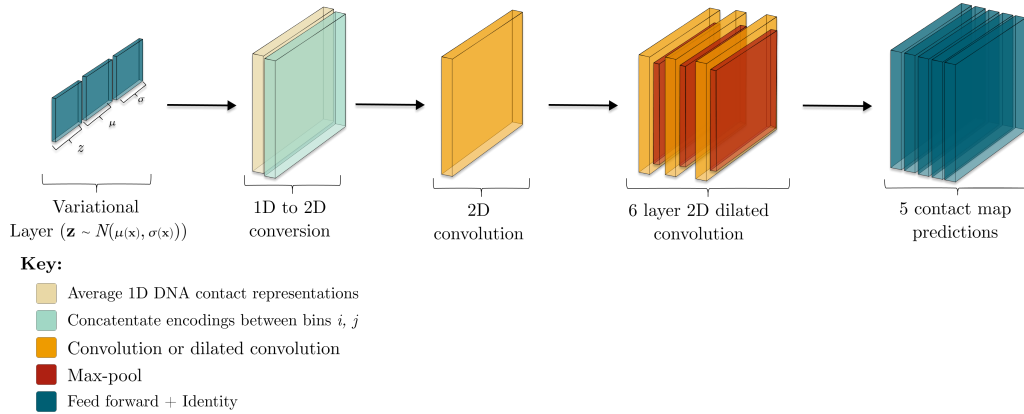 σ
μ
z
Variational
Layer (z ~ N(μ(x), σ(x)))
1D to 2D
conversion
2D
convolution
6 layer 2D dilated
convolution
5 contact map
predictions
Key:
Average 1D DNA contact representations
Concatentate encodings between bins i, j
Convolution or dilated convolution
Max-pool
Feed forward + Identity